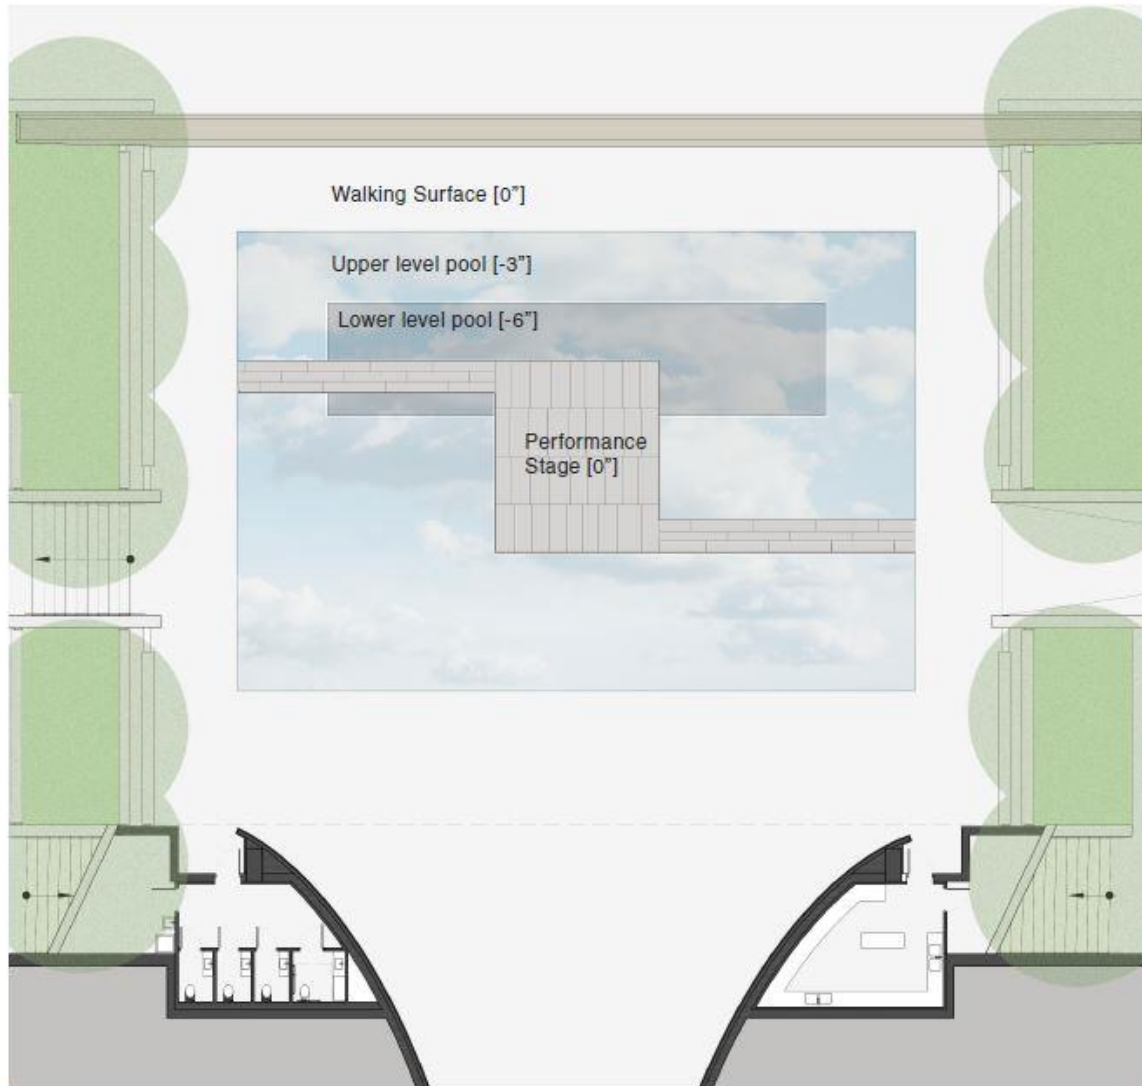 Walking Surface [0”]
Upper level pool [-3”]
Lower level pool [-6”]
Performance
Stage [0”]